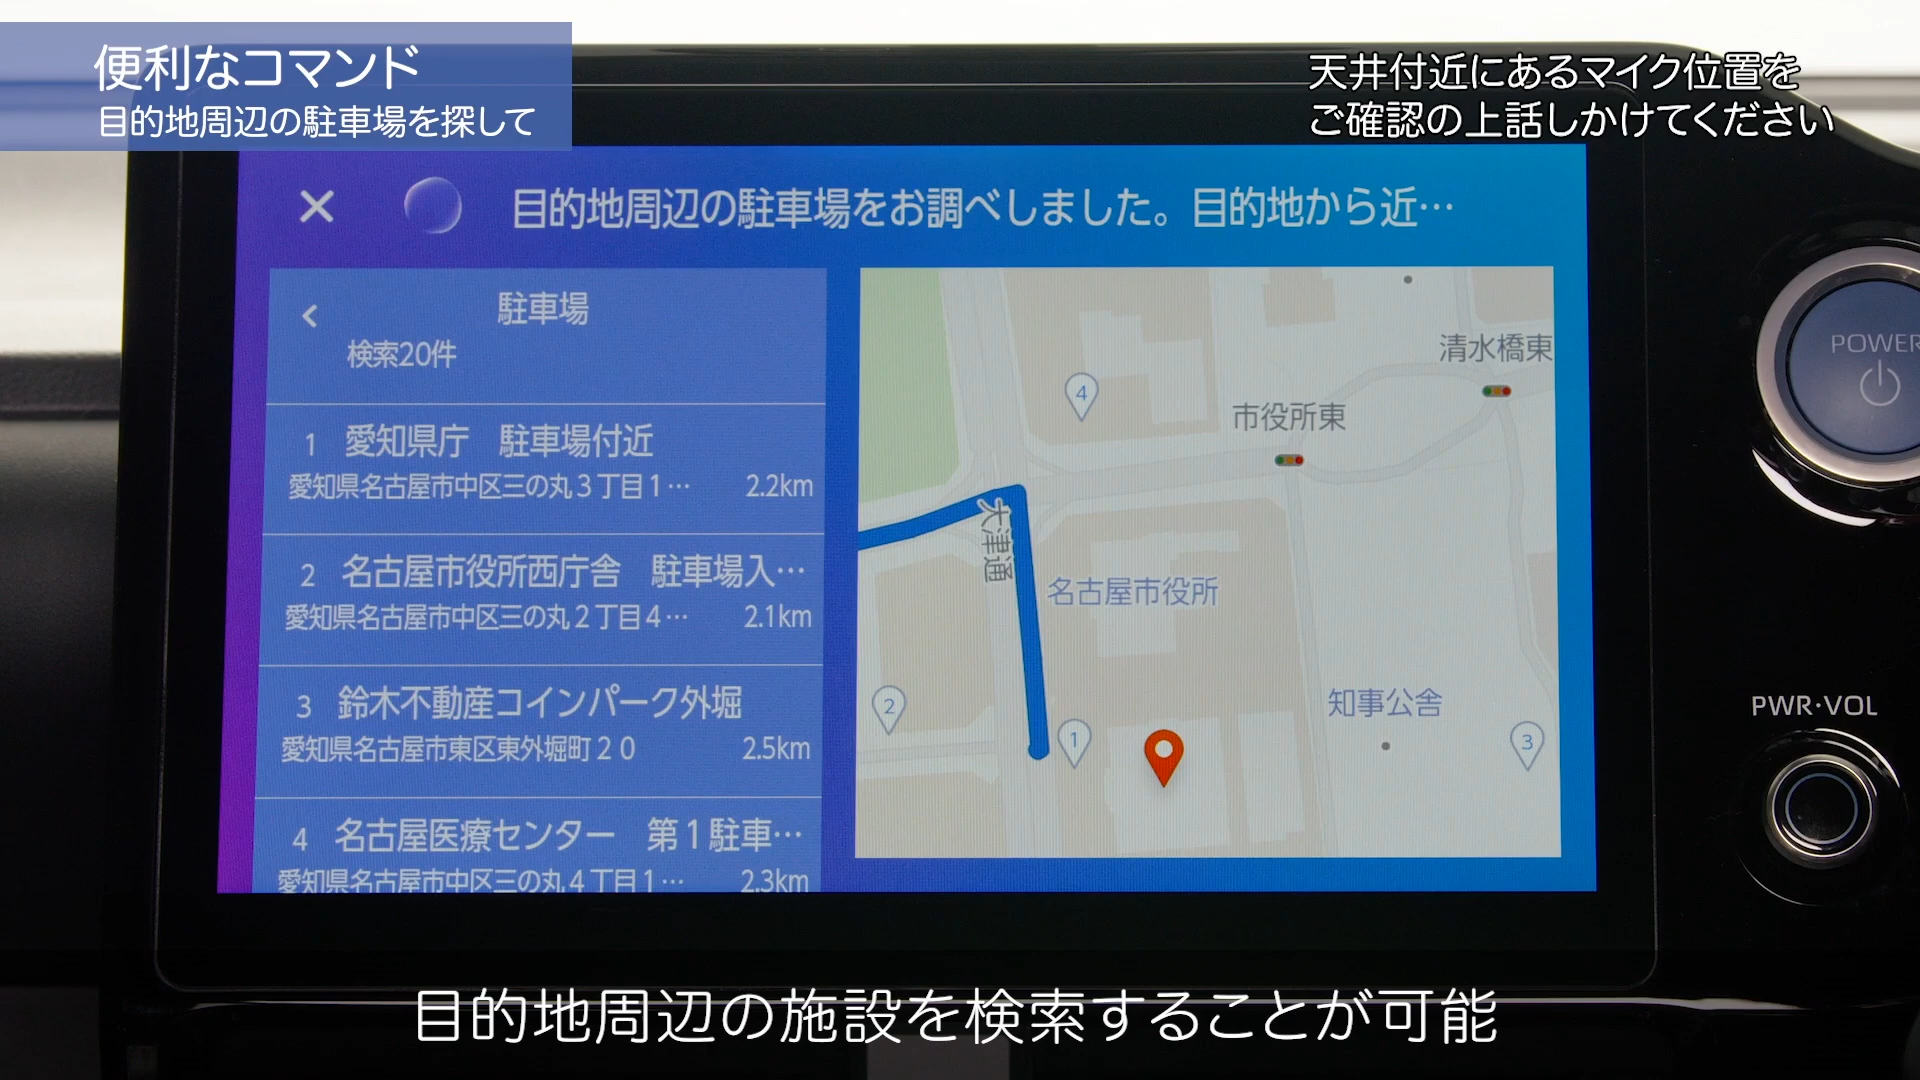 便利なコマンド
目的地周辺の駐車場を探して
天井付近にあるマイク位置を
ご確認の上話しかけてください
目的地周辺の駐車場をお調べしました。目的地から近…
駐車場
検索20件
1 愛知県庁 駐車場付近
愛知県名古屋市中区三の丸３丁目１… 2.2km
2 名古屋市役所西庁舎 駐車場入…
愛知県名古屋市中区三の丸２丁目４… 2.1km
3 鈴木不動産コインパーク外堀
愛知県名古屋市東区東外堀町２０ 2.5km
4 名古屋医療センター 第１駐車…
愛知県名古屋市中区三の丸４丁目１… 2.3km
清水橋東
4
市役所東
大津通
名古屋市役所
知事公舎
2
1
3
POWER
PWR・VOL
目的地周辺の施設を検索することが可能